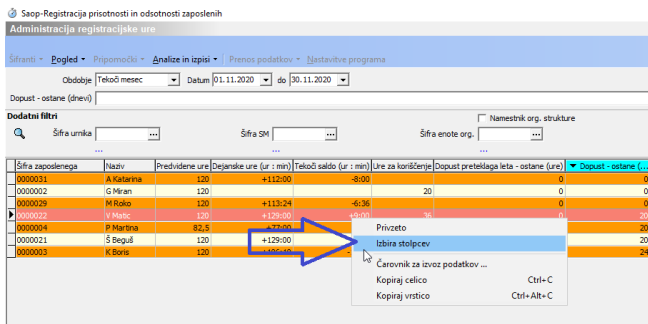 Saop-Registracija prisotnosti in odsotnosti zaposlenih
Administracija registracijske ure
Šifranti Pogled Pripomočki Analize in izpisi Prenos podatkov Nastavitve programa
Obdobje Tekoči mesec Datum 01.11.2020 do 30.11.2020
Dopust - ostane (dnevi)
Dodatni filtri Namestnik org. strukture
Šifra urnika ... Šifra SM ... Šifra enote org. ...
... ... ...
Šifra zaposlenega Naziv Predvidene ure Dejanske ure (ur : min) Tekoči saldo (ur : min) Ure za koriščenje Dopust preteklega leta - ostane (ure) Dopust - ostane (...
0000031 A Katarina 120 +112:00 -8:00 0 0
0000002 G Miran 120 20 0 0
0000029 M Roko 120 +113:24 -6:36 0 0
0000022 V Matic 120 +129:00 +9:00 36 20
0000004 P Martina 82,5 +77:00 20
0000021 Š Beguš 120 +129:00 20
0000003 K Boris 120 24
Privzeto
Izbira stolpcev
Čarovnik za izvoz podatkov ...
Kopiraj celico Ctrl+C
Kopiraj vrstico Ctrl+Alt+C